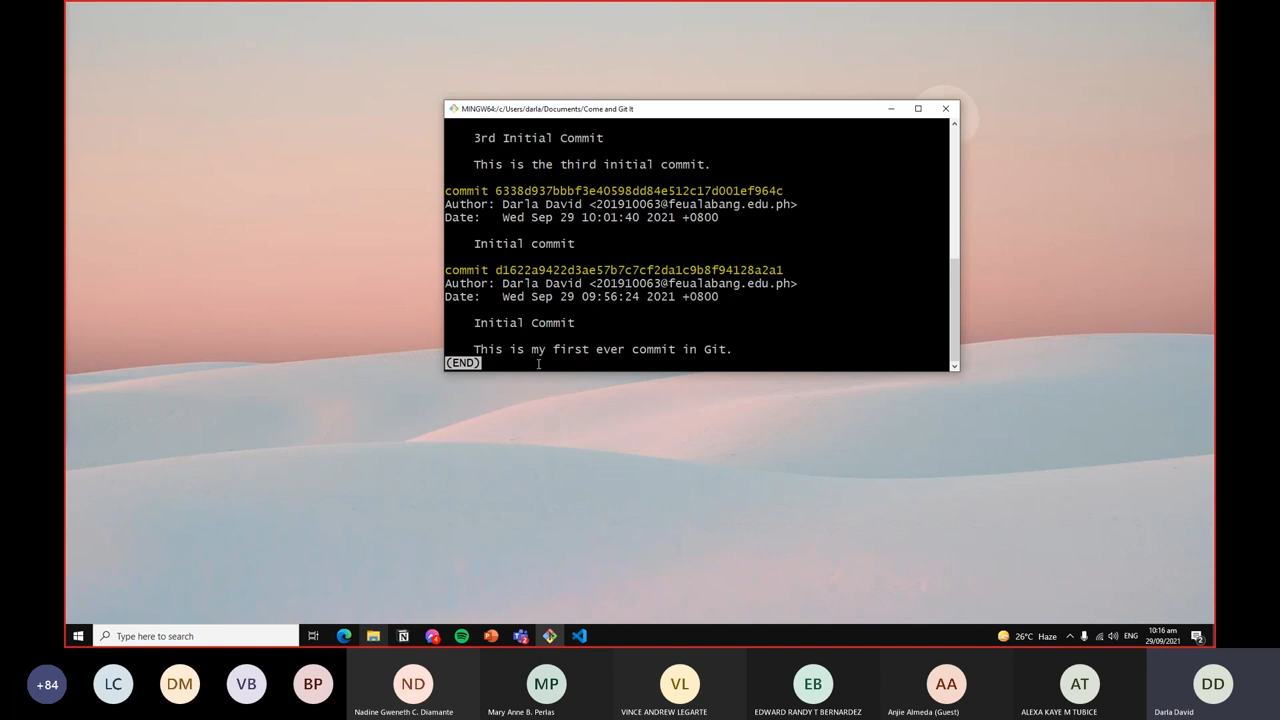 MINGW64:/c/Users/darla/Documents/Come and Git It
3rd Initial Commit
This is the third initial commit.
commit 6338d937bbbf3e40598dd84e512c17d001ef964c
Author: Darla David <201910063@feualabang.edu.ph>
Date: Wed Sep 29 10:01:40 2021 +0800
Initial commit
commit d1622a9422d3ae57b7c7cf2da1c9b8f94128a2a1
Author: Darla David <201910063@feualabang.edu.ph>
Date: Wed Sep 29 09:56:24 2021 +0800
Initial Commit
This is my first ever commit in Git.
(END)
Type here to search
26°C Haze
ENG
10:16 am
29/09/2021
2
+84
LC
DM
VB
BP
ND
MP
VL
EB
AA
AT
DD
Nadine Gweneth C. Diamante
Mary Anne B. Perlas
VINCE ANDREW LEGARTE
EDWARD RANDY T BERNARDEZ
Anjie Almeda (Guest)
ALEXA KAYE M TUBICE
Darla David